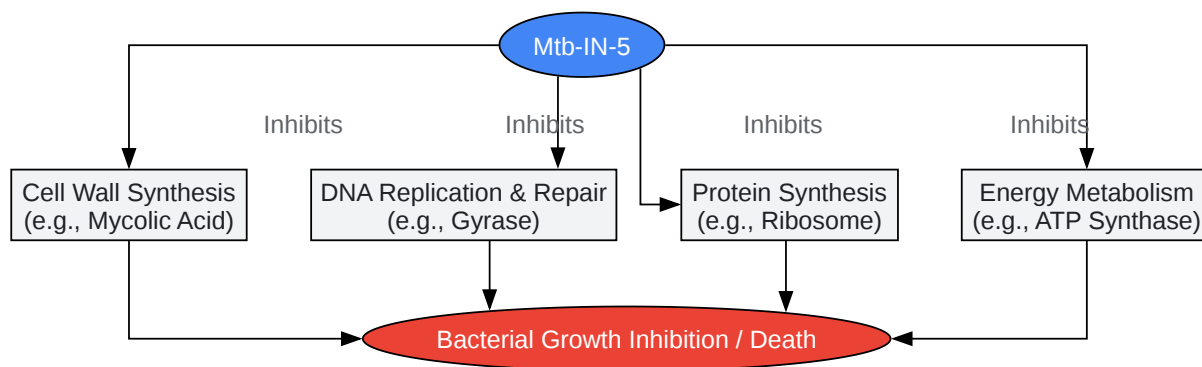 Mtb-IN-5
Inhibits
Inhibits
Inhibits
Inhibits
Cell Wall Synthesis
(e.g., Mycolic Acid)
DNA Replication & Repair
(e.g., Gyrase)
Protein Synthesis
(e.g., Ribosome)
Energy Metabolism
(e.g., ATP Synthase)
Bacterial Growth Inhibition / Death